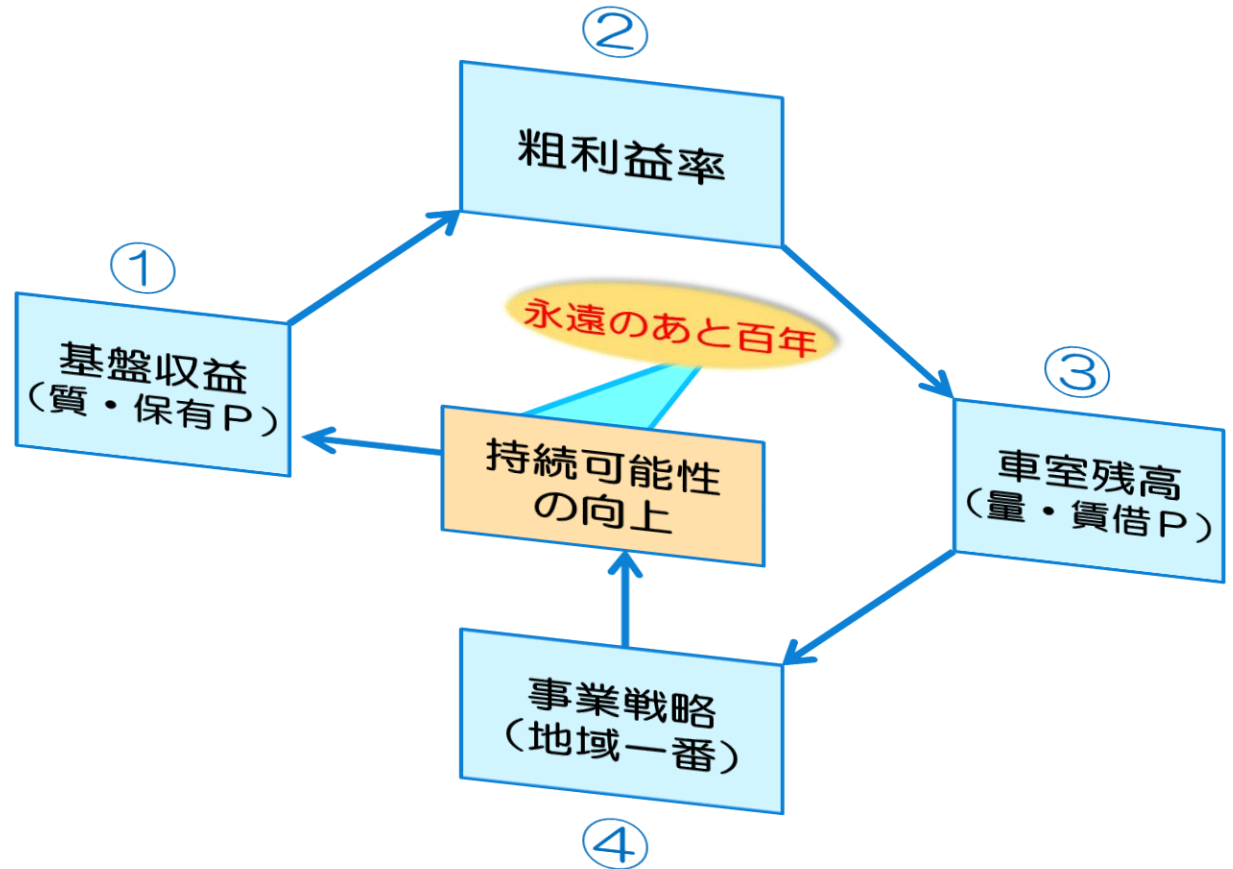 ②
粗利益率
①
基盤収益
（質・保有Ｐ）
永遠のあと百年
③
車室残高
（量・賃借Ｐ）
持続可能性
の向上
事業戦略
（地域一番）
④